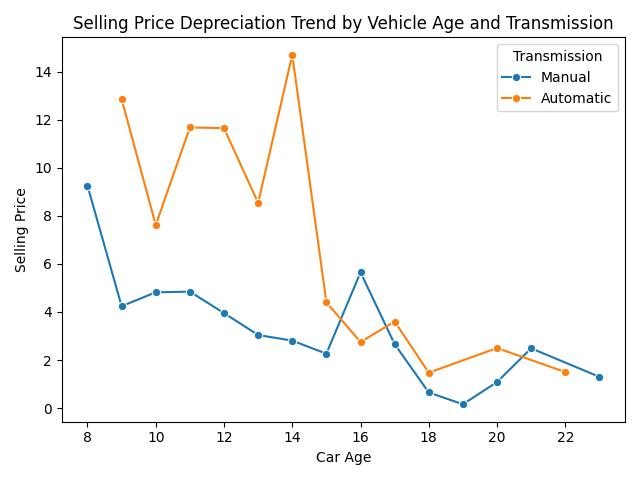 Selling Price Depreciation Trend by Vehicle Age and Transmission
Transmission
Manual
Automatic
Selling Price
14
12
10
8
6
4
2
0
8 10 12 14 16 18 20 22
Car Age